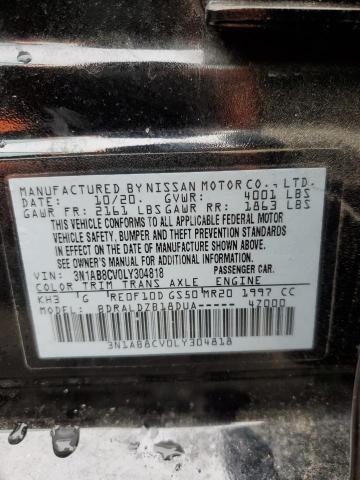 MANUFACTURED BY NISSAN MOTOR CO., LTD.
DATE: 10/20. GVWR: 4001 LBS
GAWR FR: 2161 LBS GAWR RR: 1863 LBS
THIS VEHICLE CONFORMS TO ALL APPLICABLE FEDERAL MOTOR
VEHICLE SAFETY, BUMPER AND THEFT PREVENTION STANDARDS
IN EFFECT ON THE DATE OF MANUFACTURE SHOWN ABOVE.
SEE OWNER'S MANUAL FOR ADDITIONAL INFORMATION.
VIN: 3N1AB8CV0LY304818 PASSENGER CAR.
COLOR TRIM TRANS AXLE ENGINE
KH3 G RE0F10D GS50 MR20 1997 CC
MODEL: BDRALDZB18DUA----- 47000
3N1AB8CV0LY304818